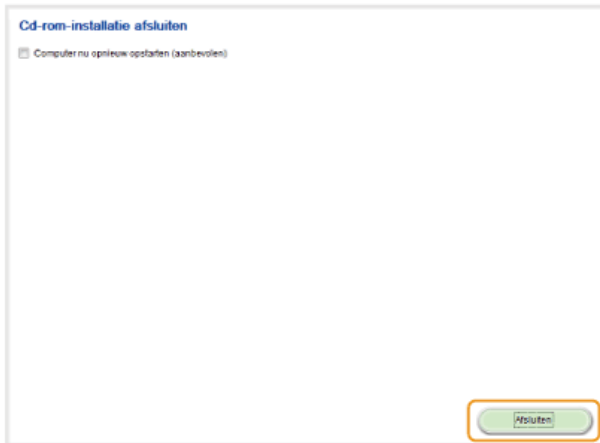 Cd-rom-installatie afsluiten
Computer nu opnieuw opstarten (aanbevolen)
Afsluiten